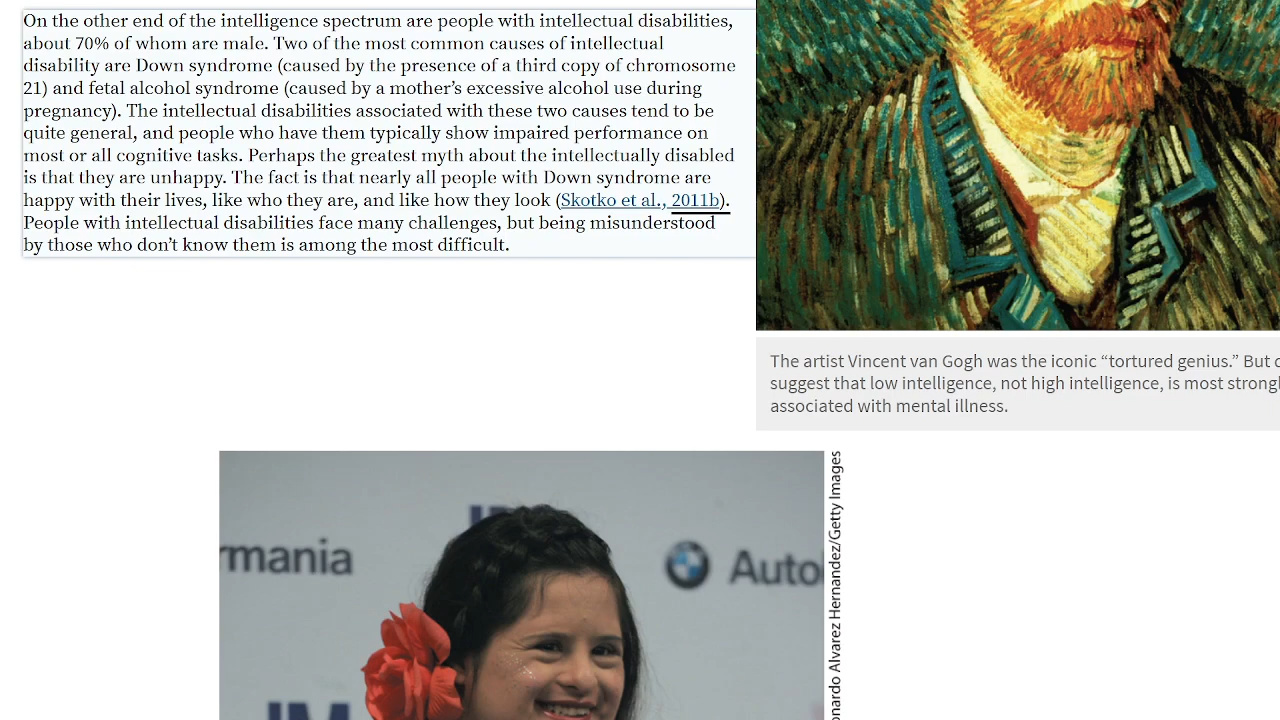 On the other end of the intelligence spectrum are people with intellectual disabilities,
about 70% of whom are male. Two of the most common causes of intellectual
disability are Down syndrome (caused by the presence of a third copy of chromosome
21) and fetal alcohol syndrome (caused by a mother’s excessive alcohol use during
pregnancy). The intellectual disabilities associated with these two causes tend to be
quite general, and people who have them typically show impaired performance on
most or all cognitive tasks. Perhaps the greatest myth about the intellectually disabled
is that they are unhappy. The fact is that nearly all people with Down syndrome are
happy with their lives, like who they are, and like how they look (Skotko et al., 2011b).
People with intellectual disabilities face many challenges, but being misunderstood
by those who don’t know them is among the most difficult.
The artist Vincent van Gogh was the iconic “tortured genius.” But
suggest that low intelligence, not high intelligence, is most
associated with mental illness.
onardo Alvarez Hernandez/Getty Images
rmania
Auto